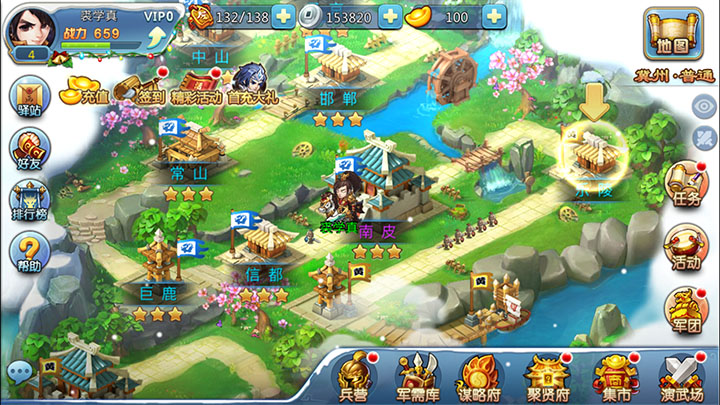 裘学真 VIP0
战力 659
4
132/138
153820
100
地图
冀州·普通
中山
驿站
充值
签到
精彩活动
首充大礼
邯郸
好友
常山
排行榜
裘学真
南皮
任务
帮助
信都
巨鹿
活动
军团
兵营
军需库
谋略府
聚贤府
集市
演武场